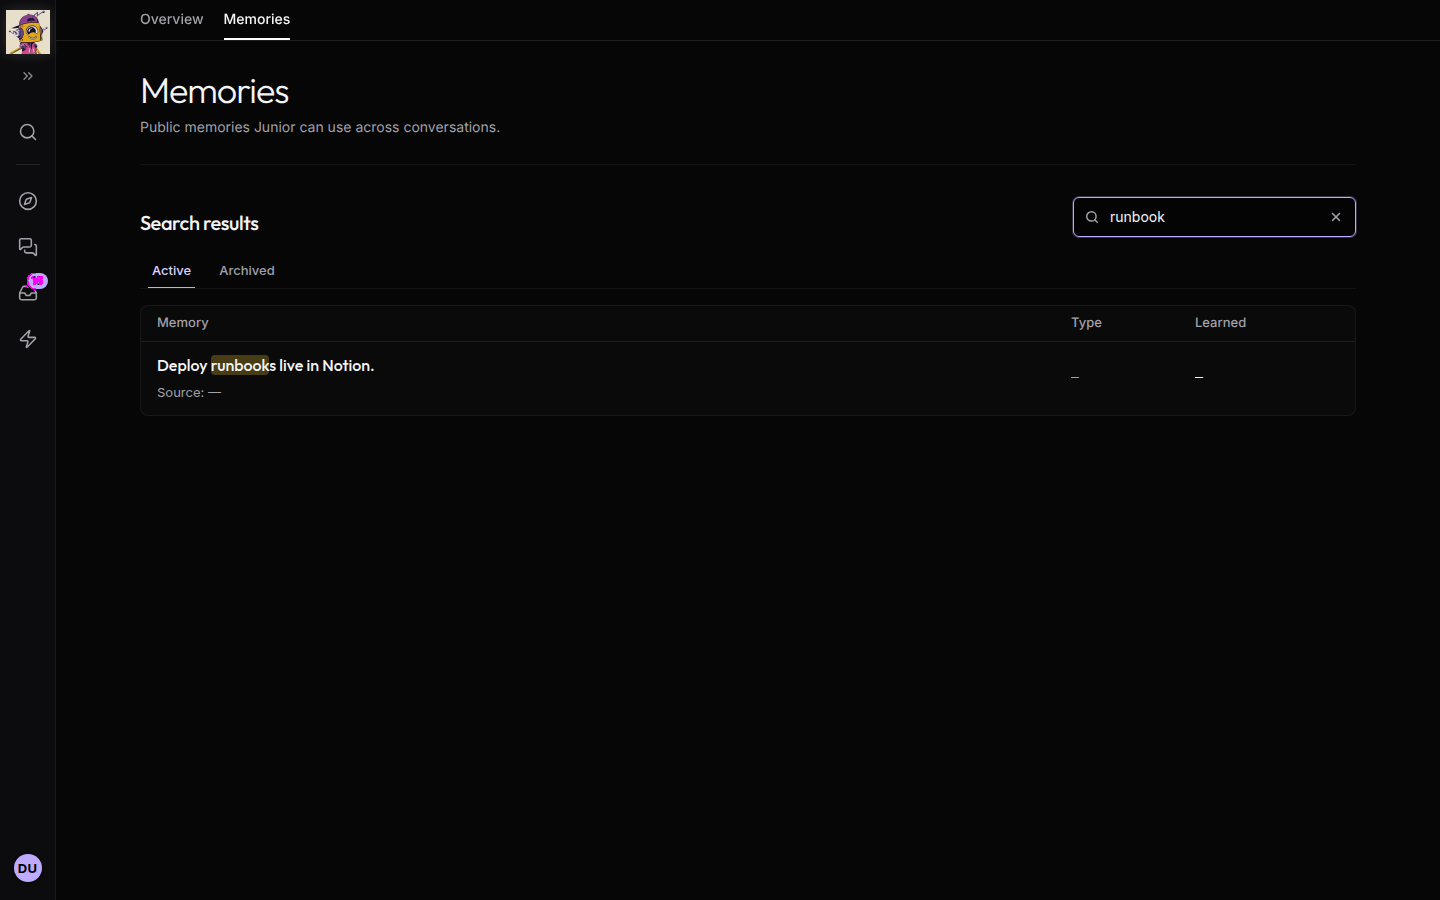 Overview Memories
Memories
Public memories Junior can use across conversations.
Search results
runbook
Active Archived
Memory Type Learned
Deploy runbooks live in Notion.
Source: —
– –
DU